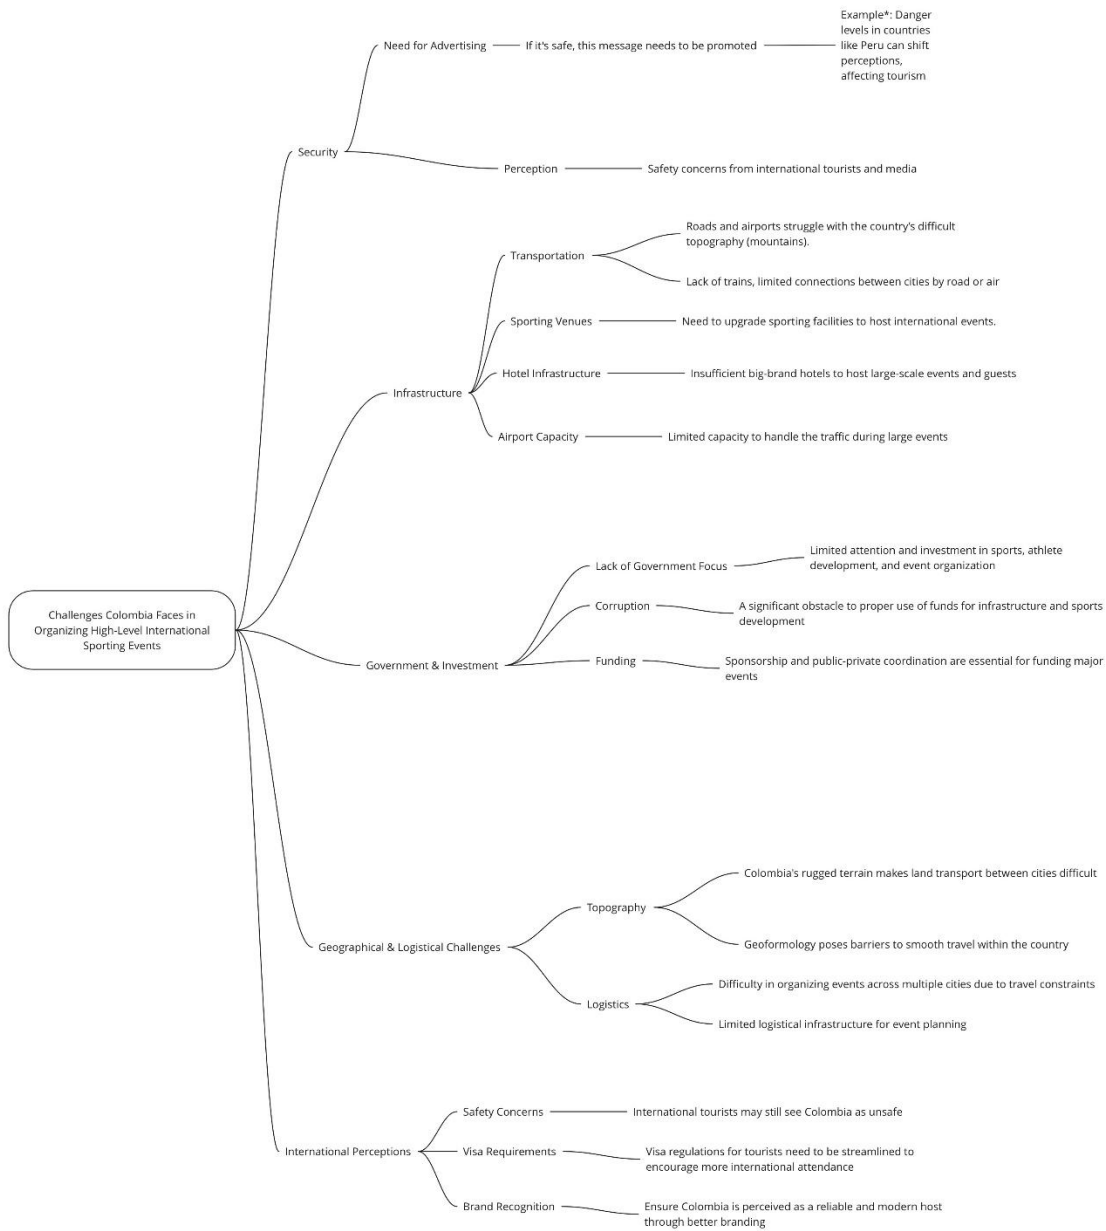 Challenges Colombia Faces in
Organizing High-Level International
Sporting Events
Security
Need for Advertising
If it's safe, this message needs to be promoted
Example*: Danger
levels in countries
like Peru can shift
perceptions,
affecting tourism
Perception
Safety concerns from international tourists and media
Infrastructure
Transportation
Roads and airports struggle with the country's difficult
topography (mountains).
Lack of trains, limited connections between cities by road or air
Sporting Venues
Need to upgrade sporting facilities to host international events.
Hotel Infrastructure
Insufficient big-brand hotels to host large-scale events and guests
Airport Capacity
Limited capacity to handle the traffic during large events
Government & Investment
Lack of Government Focus
Limited attention and investment in sports, athlete
development, and event organization
Corruption
A significant obstacle to proper use of funds for infrastructure and sports
development
Funding
Sponsorship and public-private coordination are essential for funding major
events
Geographical & Logistical Challenges
Topography
Colombia's rugged terrain makes land transport between cities difficult
Geoformology poses barriers to smooth travel within the country
Logistics
Difficulty in organizing events across multiple cities due to travel constraints
Limited logistical infrastructure for event planning
International Perceptions
Safety Concerns
International tourists may still see Colombia as unsafe
Visa Requirements
Visa regulations for tourists need to be streamlined to
encourage more international attendance
Brand Recognition
Ensure Colombia is perceived as a reliable and modern host
through better branding